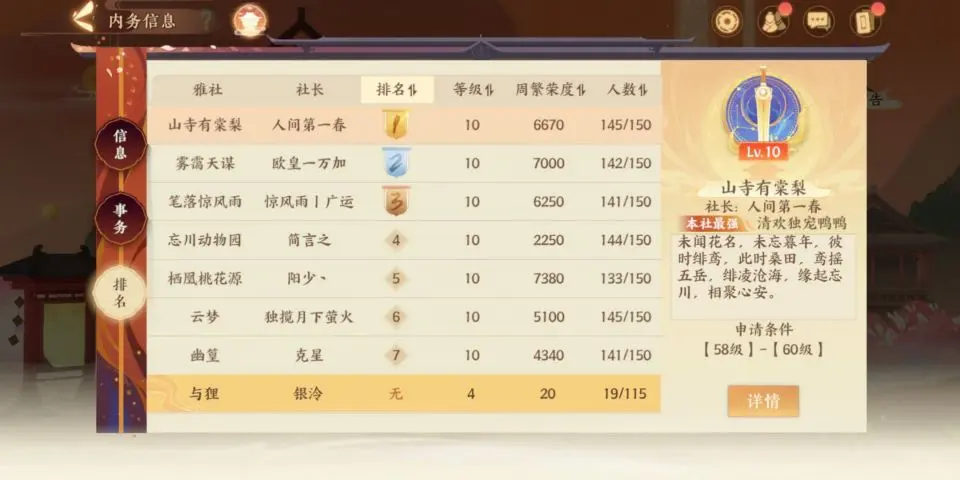 内务信息
?
雅社 社长 排名 等级 周繁荣度 人数
山寺有棠梨 人间第一春 1 10 6670 145/150
雾霭天谋 欧皇一万加 2 10 7000 142/150
笔落惊风雨 惊风雨丨广运 3 10 6250 141/150
忘川动物园 简言之 4 10 2250 144/150
栖凰桃花源 阳少丶 5 10 7380 133/150
云梦 独揽月下萤火 6 10 5100 145/150
幽篁 克星 7 10 4340 141/150
与狸 银泠 无 4 20 19/115
信息
事务
排名
告
Lv.10
山寺有棠梨
社长：人间第一春
本社最强 清欢独宠鸭鸭
未闻花名，未忘暮年，彼
时绯鸢，此时桑田，鸢摇
五岳，绯凌沧海，缘起忘
川，相聚心安。
申请条件
【58级】-【60级】
详情